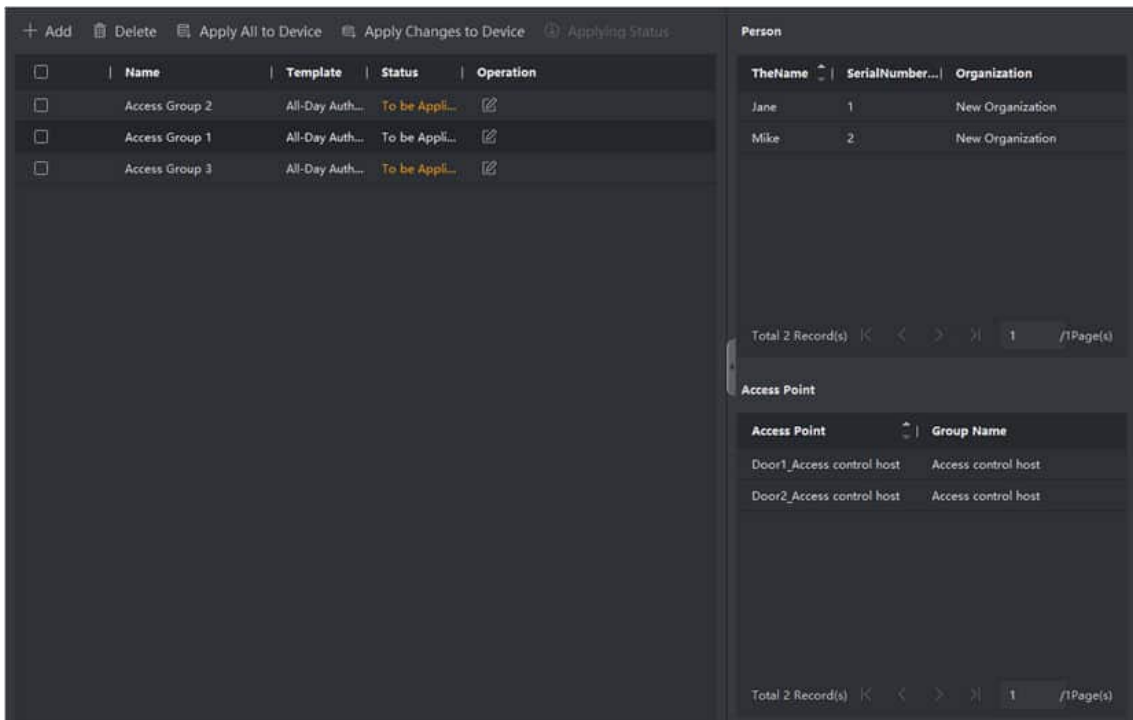 Add Delete Apply All to Device Apply Changes to Device Applying Status
Name Template Status Operation
Access Group 2 All-Day Auth... To be Appli...
Access Group 1 All-Day Auth... To be Appli...
Access Group 3 All-Day Auth... To be Appli...
Person
TheName SerialNumber... Organization
Jane 1 New Organization
Mike 2 New Organization
Total 2 Record(s) 1 /1Page(s)
Access Point
Access Point Group Name
Door1_Access control host Access control host
Door2_Access control host Access control host
Total 2 Record(s) 1 /1Page(s)